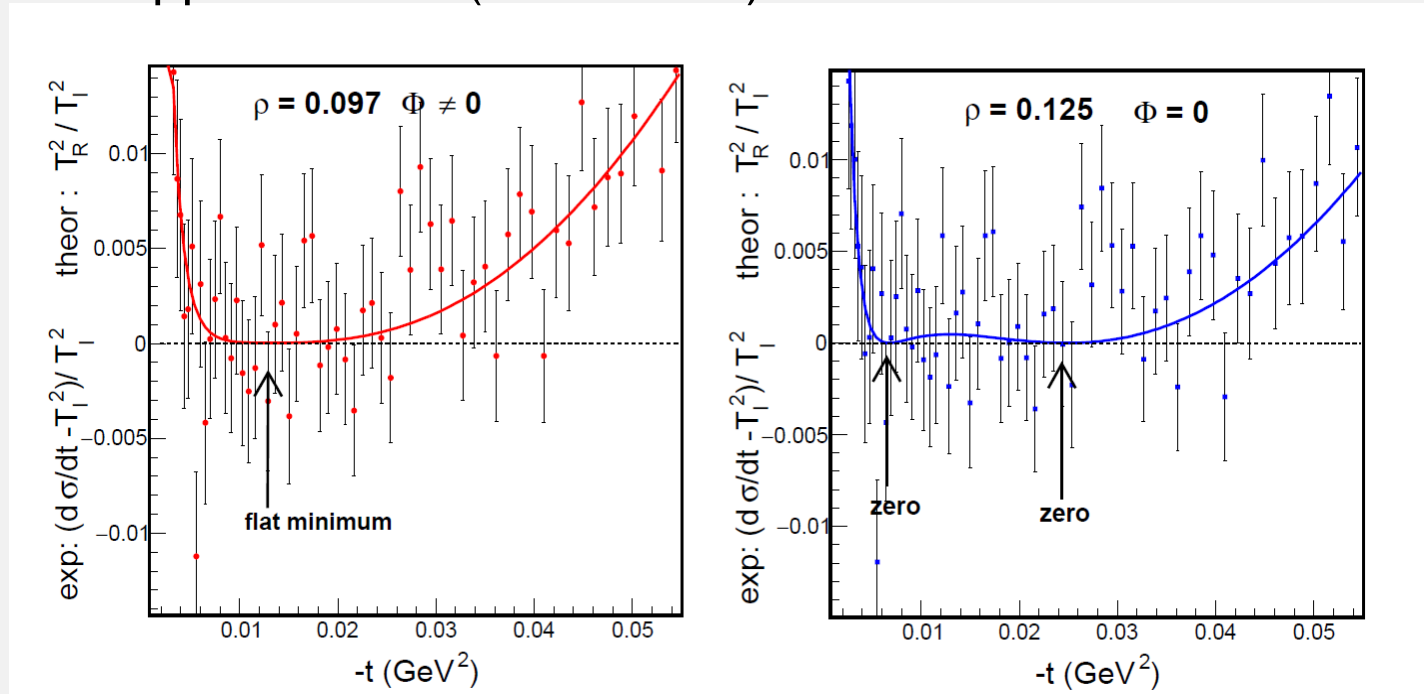 ρ = 0.097 Φ ≠ 0
exp: (d σ/dt -T_I^2)/ T_I^2 theor : T_R^2 / T_I^2
0.01
0.005
0
−0.005
−0.01
flat minimum
0.01 0.02 0.03 0.04 0.05
-t (GeV^2)
ρ = 0.125 Φ = 0
exp: (d σ/dt -T_I^2)/ T_I^2 theor : T_R^2 / T_I^2
0.01
0.005
0
−0.005
−0.01
zero
zero
0.01 0.02 0.03 0.04 0.05
-t (GeV^2)